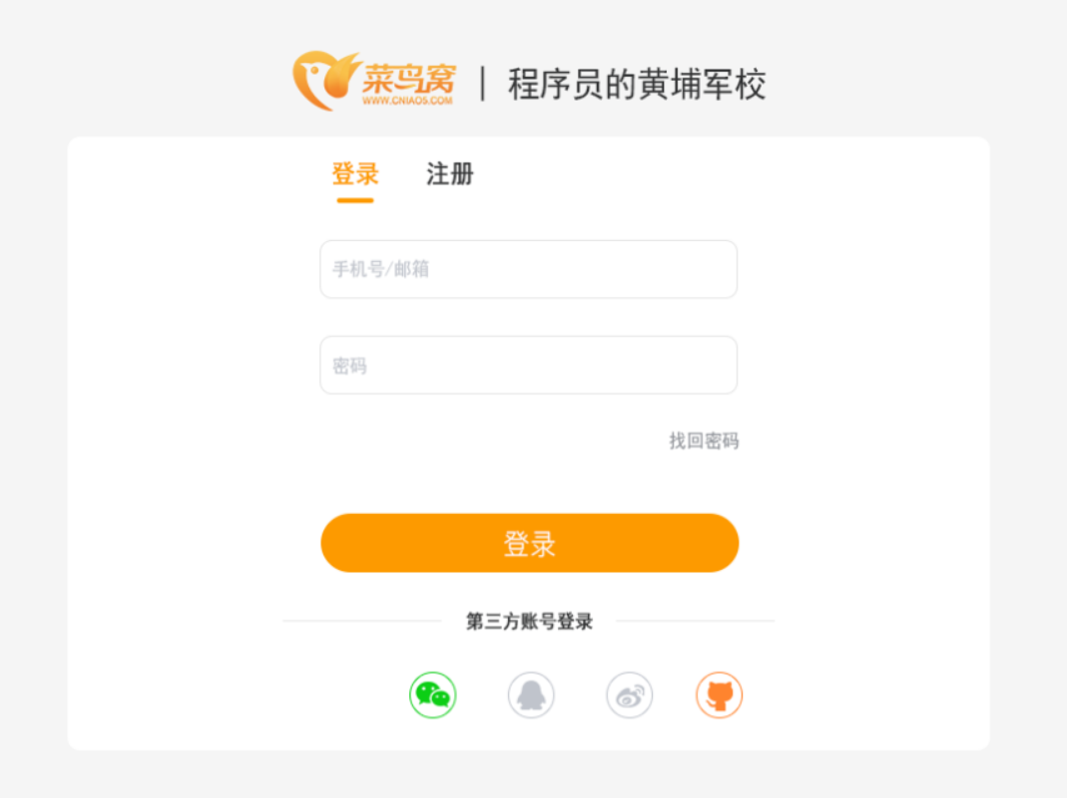 菜鸟窝 | 程序员的黄埔军校
WWW.CNIAO5.COM
登录 注册
手机号/邮箱
密码
找回密码
登录
第三方账号登录